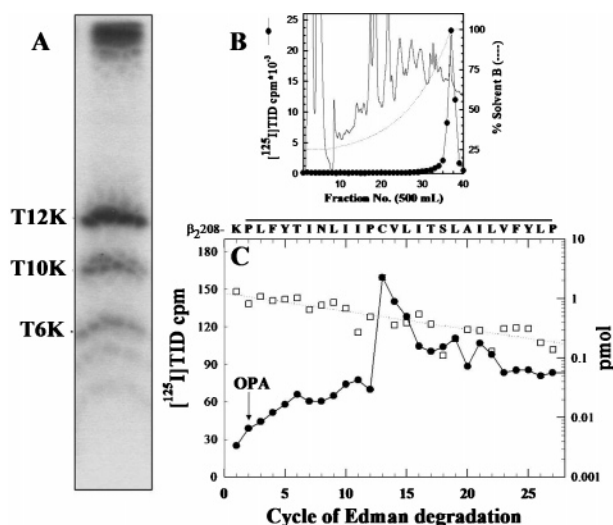 A
T12K
T10K
T6K
B
[125I]TID cpm*10-3
25
20
15
10
5
0
100
75
50
25
% Solvent B (----)
10 20 30 40
Fraction No. (500 mL)
β2208- K P L F Y T I N L I I P C V L I T S L A I L V F Y L P
C
[125I]TID cpm
180
150
120
90
60
30
0
OPA
10
1
0.1
0.01
0.001
pmol
0 5 10 15 20 25
Cycle of Edman degradation